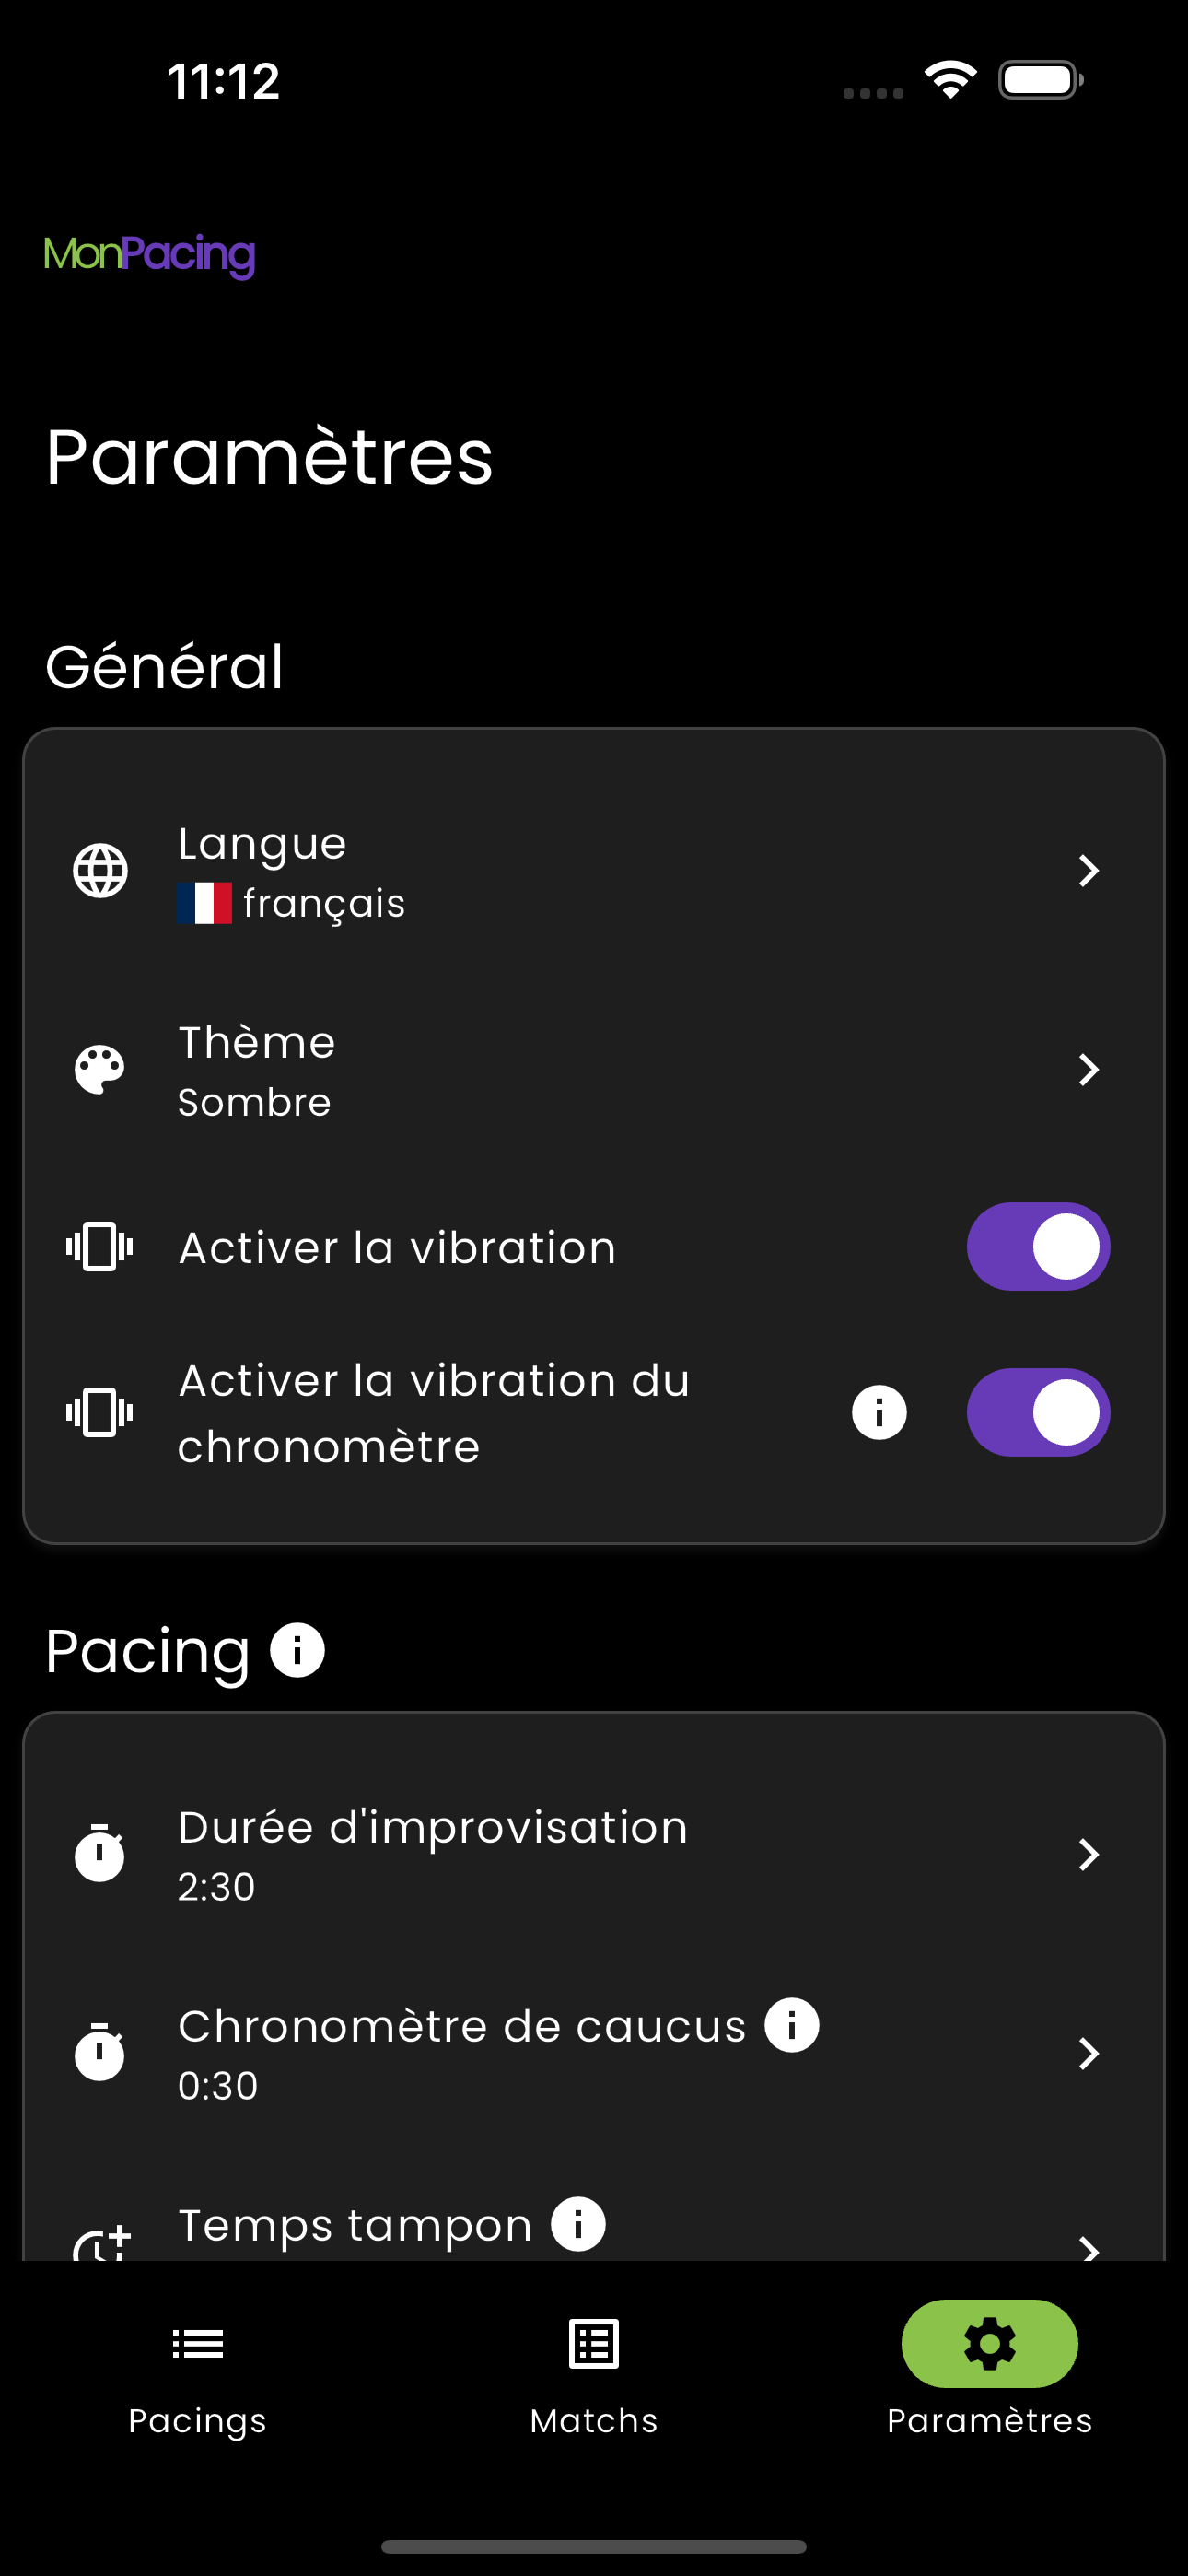 11:12
MonPacing
Paramètres
Général
Langue
français
Thème
Sombre
Activer la vibration
Activer la vibration du
chronomètre
Pacing
Durée d'improvisation
2:30
Chronomètre de caucus
0:30
Temps tampon
Pacings
Matchs
Paramètres